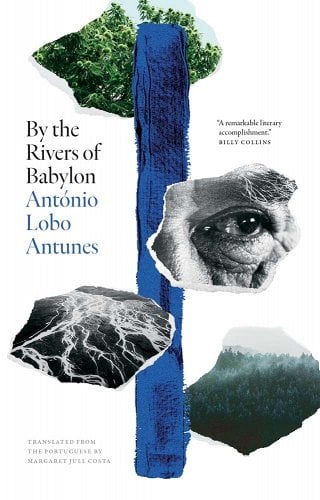 By the
Rivers of
Babylon
António
Lobo
Antunes
"A remarkable literary
accomplishment."
BILLY COLLINS
TRANSLATED FROM
THE PORTUGUESE BY
MARGARET JULL COSTA